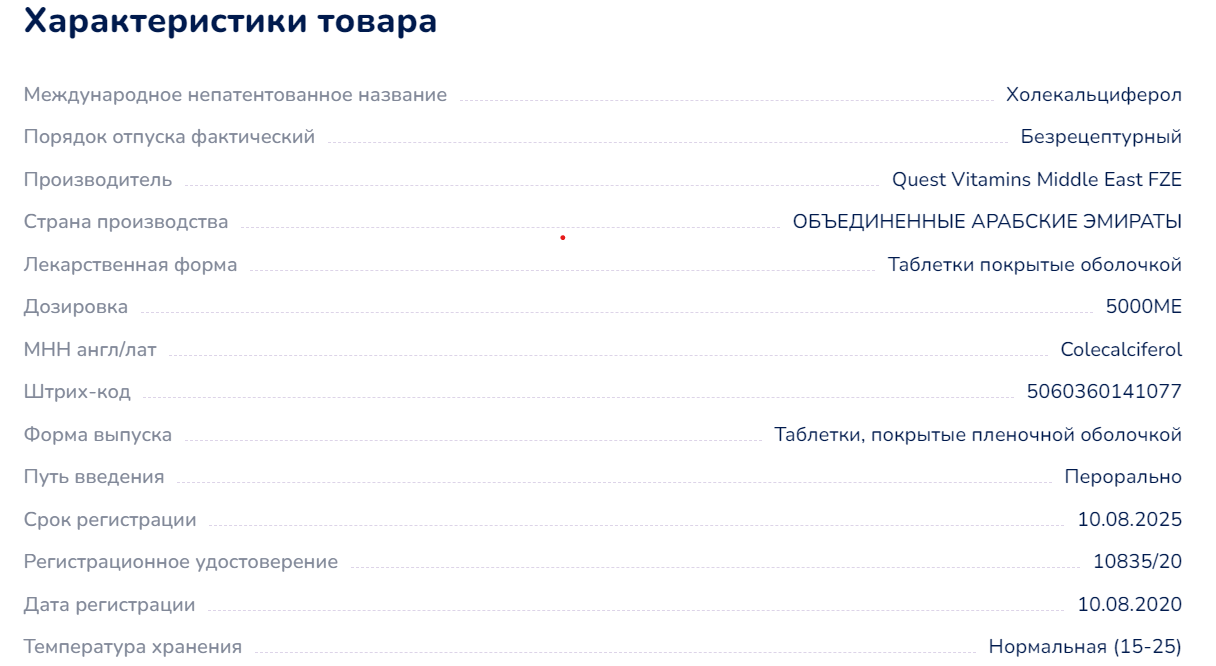 Характеристики товара
Международное непатентованное название Холекальциферол
Порядок отпуска фактический Безрецептурный
Производитель Quest Vitamins Middle East FZE
Страна производства ОБЪЕДИНЕННЫЕ АРАБСКИЕ ЭМИРАТЫ
Лекарственная форма Таблетки покрытые оболочкой
Дозировка 5000МЕ
МНН англ/лат Colecalciferol
Штрих-код 5060360141077
Форма выпуска Таблетки, покрытые пленочной оболочкой
Путь введения Перорально
Срок регистрации 10.08.2025
Регистрационное удостоверение 10835/20
Дата регистрации 10.08.2020
Температура хранения Нормальная (15-25)